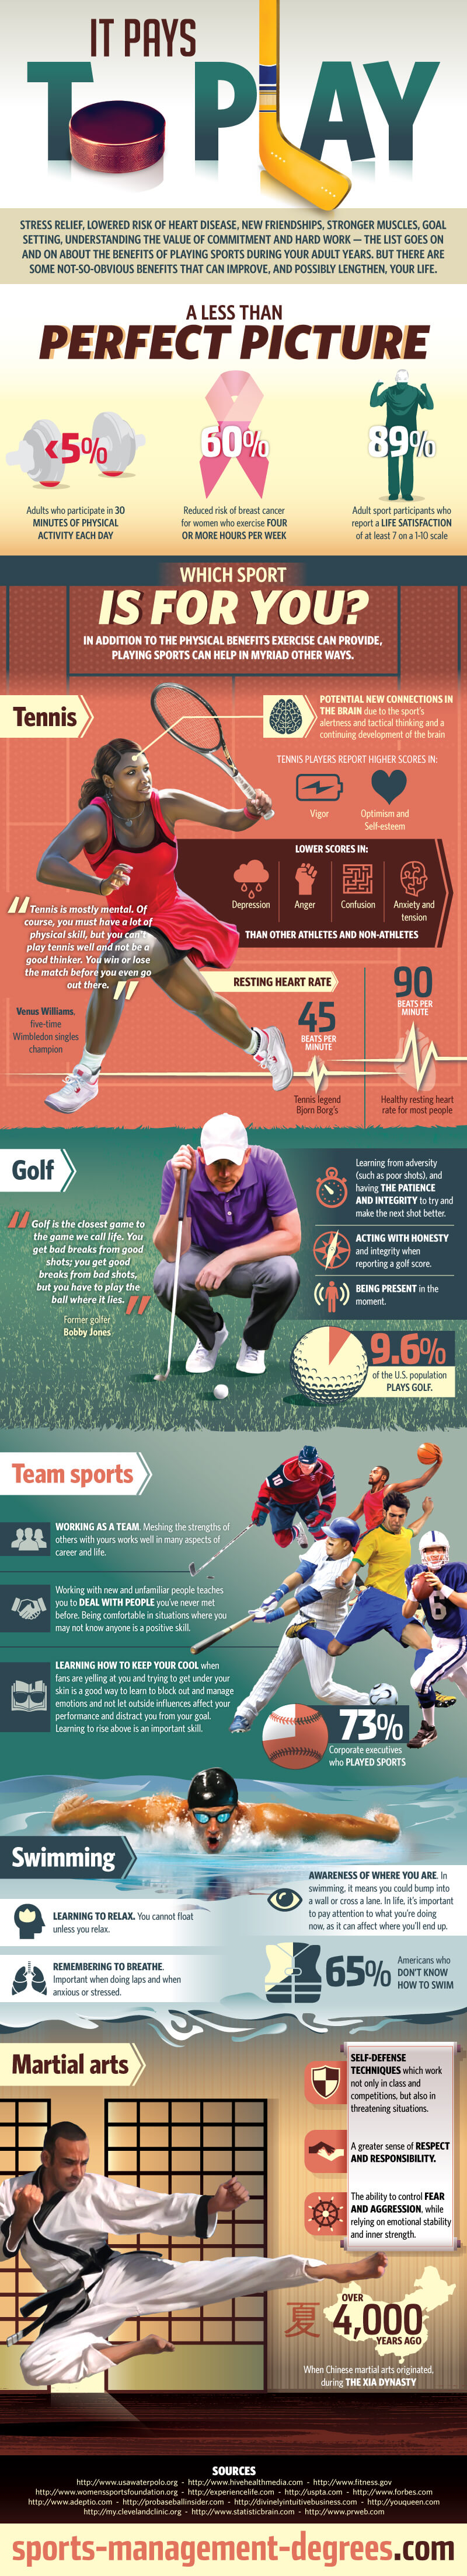 IT PAYS
TO PLAY
STRESS RELIEF, LOWERED RISK OF HEART DISEASE, NEW FRIENDSHIPS, STRONGER MUSCLES, GOAL
SETTING, UNDERSTANDING THE VALUE OF COMMITMENT AND HARD WORK — THE LIST GOES ON
AND ON ABOUT THE BENEFITS OF PLAYING SPORTS DURING YOUR ADULT YEARS. BUT THERE ARE
SOME NOT-SO-OBVIOUS BENEFITS THAT CAN IMPROVE, AND POSSIBLY LENGTHEN, YOUR LIFE.
A LESS THAN
PERFECT PICTURE
<5%
Adults who participate in 30
MINUTES OF PHYSICAL
ACTIVITY EACH DAY
60%
Reduced risk of breast cancer
for women who exercise FOUR
OR MORE HOURS PER WEEK
89%
Adult sport participants who
report a LIFE SATISFACTION
of at least 7 on a 1-10 scale
WHICH SPORT
IS FOR YOU?
IN ADDITION TO THE PHYSICAL BENEFITS EXERCISE CAN PROVIDE,
PLAYING SPORTS CAN HELP IN MYRIAD OTHER WAYS.
Tennis
POTENTIAL NEW CONNECTIONS IN
THE BRAIN due to the sport's
alertness and tactical thinking and a
continuing development of the brain
TENNIS PLAYERS REPORT HIGHER SCORES IN:
Vigor
Optimism and
Self-esteem
LOWER SCORES IN:
Depression
Anger
Confusion
Anxiety and
tension
THAN OTHER ATHLETES AND NON-ATHLETES
"Tennis is mostly mental. Of
course, you must have a lot of
physical skill, but you can't
play tennis well and not be a
good thinker. You win or lose
the match before you even go
out there."
Venus Williams,
five-time
Wimbledon singles
champion
RESTING HEART RATE
45
BEATS PER
MINUTE
Tennis legend
Bjorn Borg's
90
BEATS PER
MINUTE
Healthy resting heart
rate for most people
Golf
"Golf is the closest game to
the game we call life. You
get bad breaks from good
shots; you get good
breaks from bad shots,
but you have to play the
ball where it lies."
Former golfer
Bobby Jones
Learning from adversity
(such as poor shots), and
having THE PATIENCE
AND INTEGRITY to try and
make the next shot better.
ACTING WITH HONESTY
and integrity when
reporting a golf score.
BEING PRESENT in the
moment.
9.6%
of the U.S. population
PLAYS GOLF.
Team sports
WORKING AS A TEAM. Meshing the strengths of
others with yours works well in many aspects of
career and life.
Working with new and unfamiliar people teaches
you to DEAL WITH PEOPLE you've never met
before. Being comfortable in situations where you
may not know anyone is a positive skill.
LEARNING HOW TO KEEP YOUR COOL when
fans are yelling at you and trying to get under your
skin is a good way to learn to block out and manage
emotions and not let outside influences affect your
performance and distract you from your goal.
Learning to rise above is an important skill.
10
6
73%
Corporate executives
who PLAYED SPORTS
Swimming
LEARNING TO RELAX. You cannot float
unless you relax.
REMEMBERING TO BREATHE.
Important when doing laps and when
anxious or stressed.
AWARENESS OF WHERE YOU ARE. In
swimming, it means you could bump into
a wall or cross a lane. In life, it's important
to pay attention to what you're doing
now, as it can affect where you'll end up.
65%
Americans who
DON'T KNOW
HOW TO SWIM
Martial arts
SELF-DEFENSE
TECHNIQUES which work
not only in class and
competitions, but also in
threatening situations.
A greater sense of RESPECT
AND RESPONSIBILITY.
The ability to control FEAR
AND AGGRESSION, while
relying on emotional stability
and inner strength.
夏
OVER
4,000
YEARS AGO
When Chinese martial arts originated,
during THE XIA DYNASTY
SOURCES
http://www.usawaterpolo.org - http://www.hivehealthmedia.com - http://www.fitness.gov
http://www.womenssportsfoundation.org - http://experiencelife.com - http://uspta.com - http://www.forbes.com
http://www.adeptio.com - http://probaseballinsider.com - http://divinelyintuitivebusiness.com - http://youqueen.com
http://my.clevelandclinic.org - http://www.statisticbrain.com - http://www.prweb.com
sports-management-degrees.com